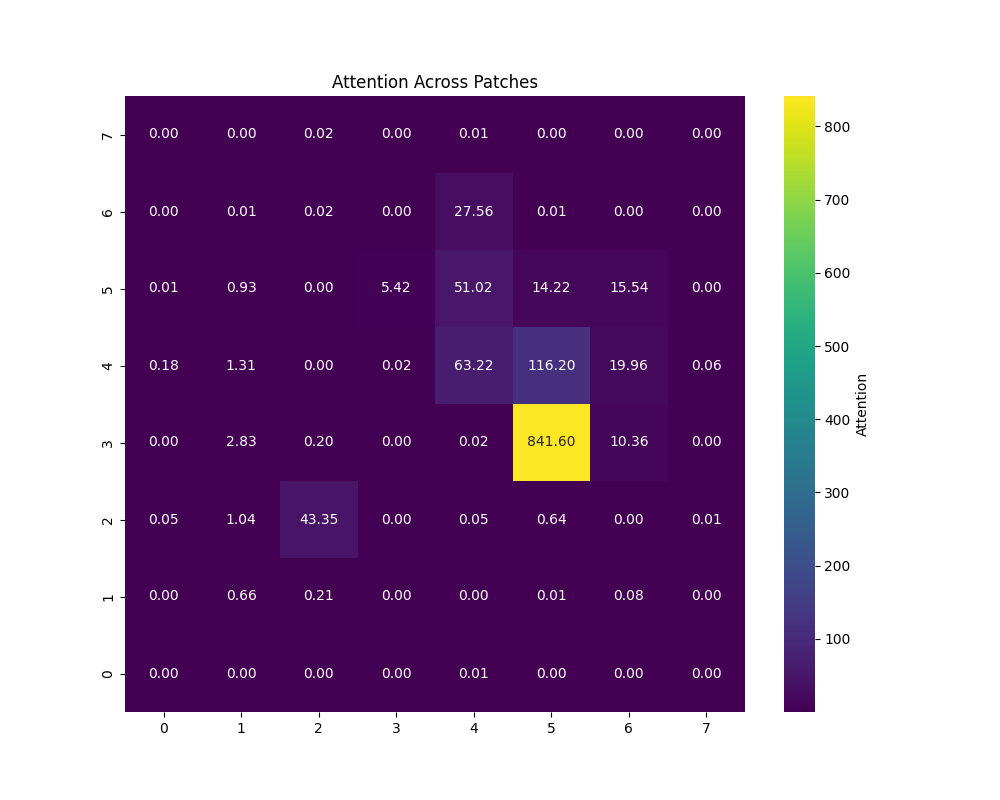 Attention Across Patches
7 0.00 0.00 0.02 0.00 0.01 0.00 0.00 0.00
6 0.00 0.01 0.02 0.00 27.56 0.01 0.00 0.00
5 0.01 0.93 0.00 5.42 51.02 14.22 15.54 0.00
4 0.18 1.31 0.00 0.02 63.22 116.20 19.96 0.06
3 0.00 2.83 0.20 0.00 0.02 841.60 10.36 0.00
2 0.05 1.04 43.35 0.00 0.05 0.64 0.00 0.01
1 0.00 0.66 0.21 0.00 0.00 0.01 0.08 0.00
0 0.00 0.00 0.00 0.00 0.01 0.00 0.00 0.00
0 1 2 3 4 5 6 7
800
700
600
500
400
300
200
100
Attention